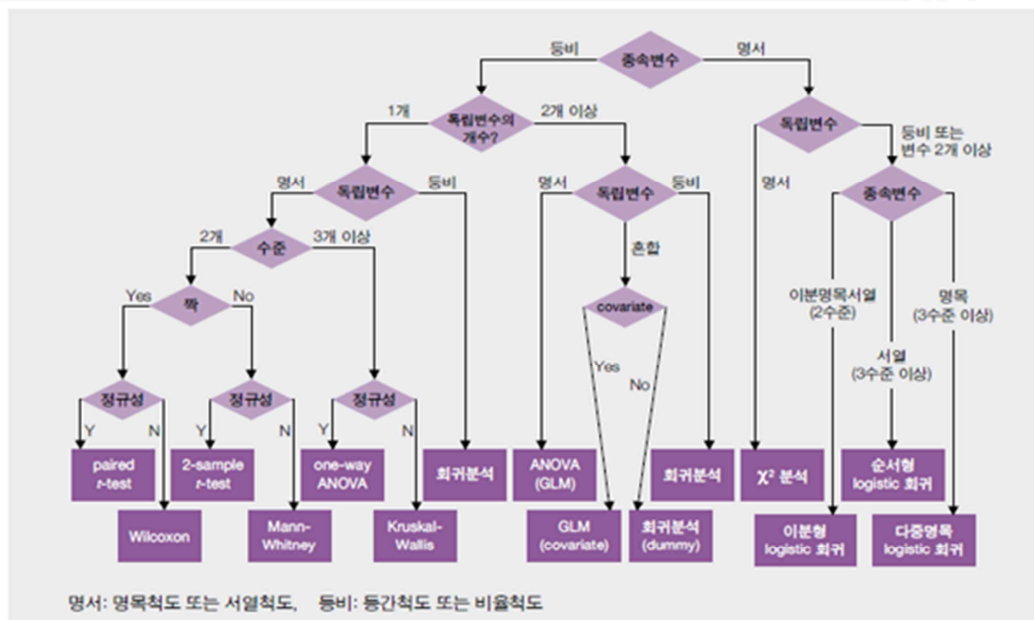 등비
종속변수
명서
1개
독립변수의
개수?
2개 이상
독립변수
등비 또는
변수 2개 이상
명서
독립변수
등비
명서
독립변수
등비
명서
종속변수
2개
수준
3개 이상
혼합
Yes
짝
No
covariate
이분명목서열
(2수준)
명목
(3수준 이상)
서열
(3수준 이상)
Yes
No
정규성
정규성
정규성
Y
N
Y
N
Y
N
paired
t-test
2-sample
t-test
one-way
ANOVA
회귀분석
ANOVA
(GLM)
회귀분석
χ² 분석
순서형
logistic 회귀
Wilcoxon
Mann-
Whitney
Kruskal-
Wallis
GLM
(covariate)
회귀분석
(dummy)
이분형
logistic 회귀
다중명목
logistic 회귀
명서: 명목척도 또는 서열척도, 등비: 등간척도 또는 비율척도